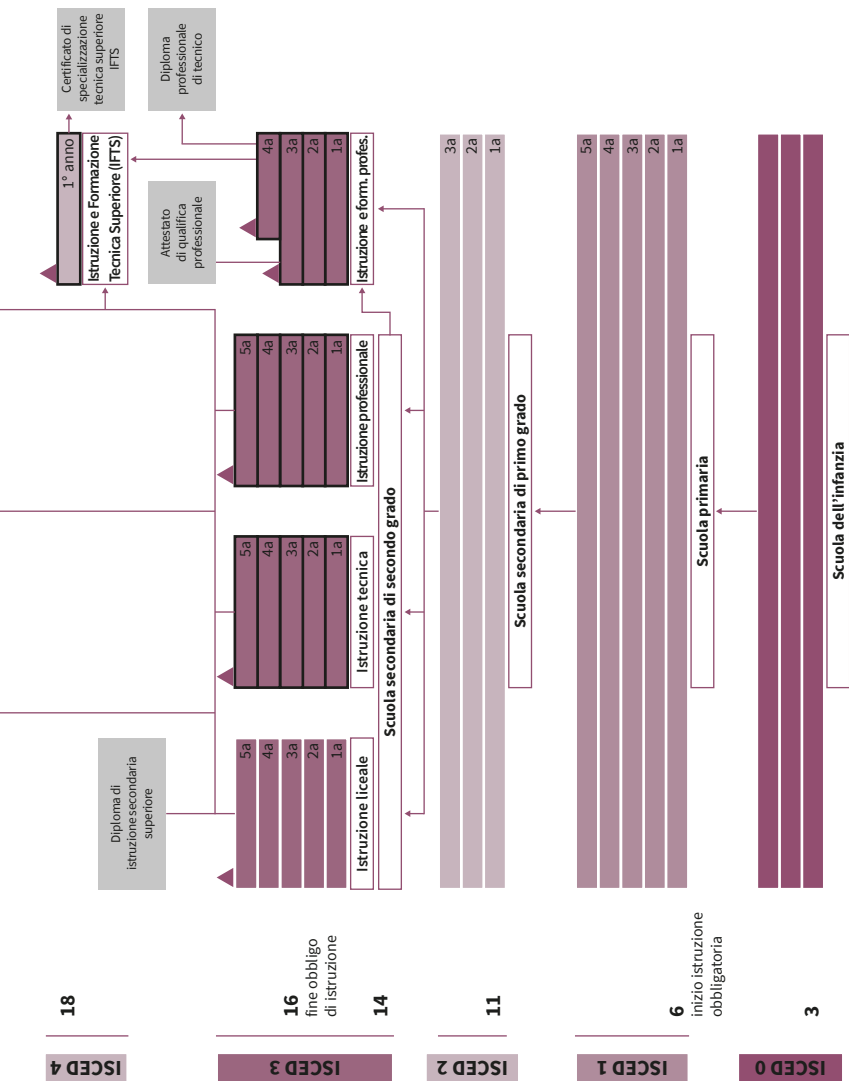 Certificato di
specializzazione
tecnica superiore
IFTS
Diploma
professionale
di tecnico
1° anno
Istruzione e Formazione
Tecnica Superiore (IFTS)
Attestato
di qualifica
professionale
4a
3a
2a
1a
Istruzione e form. profes.
5a
4a
3a
2a
1a
Istruzione professionale
5a
4a
3a
2a
1a
Istruzione tecnica
Diploma di
istruzione secondaria
superiore
5a
4a
3a
2a
1a
Istruzione liceale
Scuola secondaria di secondo grado
3a
2a
1a
Scuola secondaria di primo grado
5a
4a
3a
2a
1a
Scuola primaria
Scuola dell'infanzia
18
16
fine obbligo
di istruzione
14
11
6
inizio istruzione
obbligatoria
3
ISCED 4
ISCED 3
ISCED 2
ISCED 1
ISCED 0